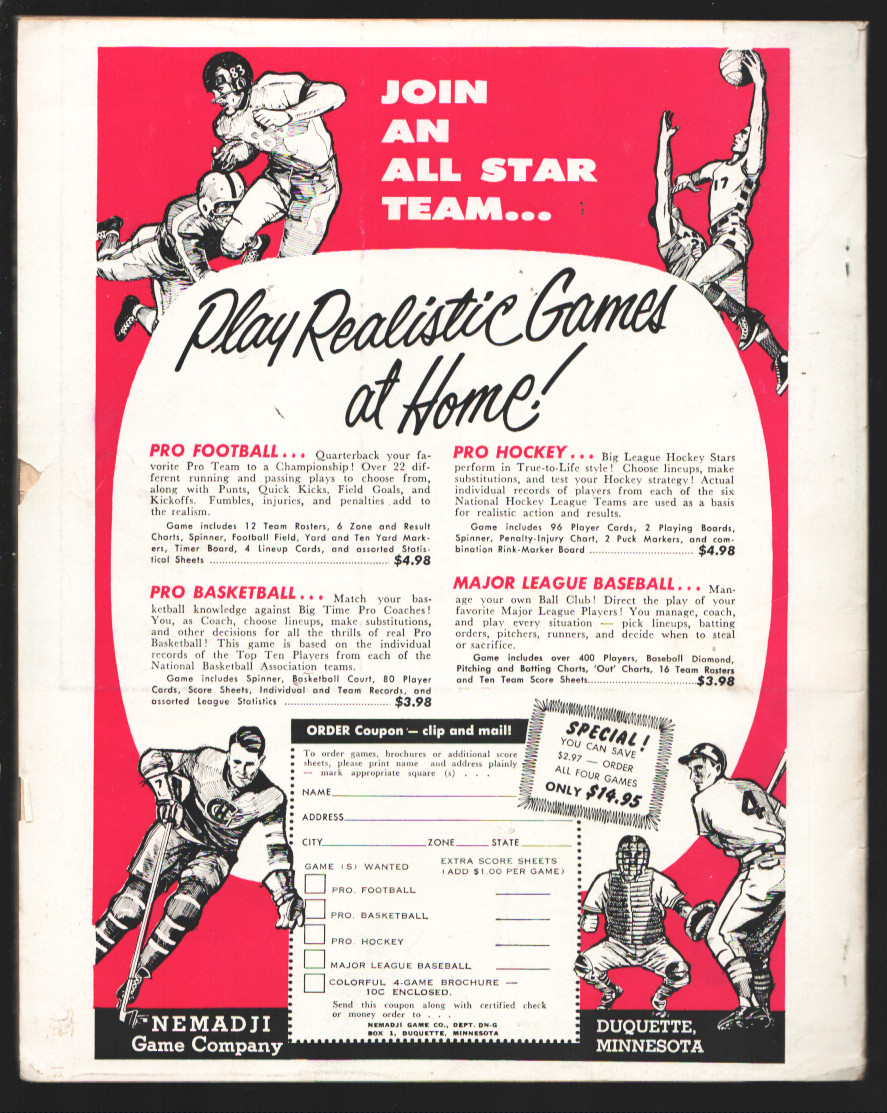 JOIN
AN
ALL STAR
TEAM...
83
17
Play Realistic Games
at Home!
PRO FOOTBALL... Quarterback your fa-
vorite Pro Team to a Championship! Over 22 dif-
ferent running and passing plays to choose from,
along with Punts, Quick Kicks, Field Goals, and
Kickoffs. Fumbles, injuries, and penalties add to
the realism.
Game includes 12 Team Rosters, 6 Zone and Result
Charts, Spinner, Football Field, Yard and Ten Yard Mark-
ers, Timer Board, 4 Lineup Cards, and assorted Statis-
tical Sheets ........ $4.98
PRO HOCKEY... Big League Hockey Stars
perform in True-to-Life style! Choose lineups, make
substitutions, and test your Hockey strategy! Actual
individual records of players from each of the six
National Hockey League Teams are used as a basis
for realistic action and results.
Game includes 96 Player Cards, 2 Playing Boards,
Spinner, Penalty-Injury Chart, 2 Puck Markers, and com-
bination Rink-Marker Board ........ $4.98
PRO BASKETBALL... Match your bas-
ketball knowledge against Big Time Pro Coaches!
You, as Coach, choose lineups, make substitutions,
and other decisions for all the thrills of real Pro
Basketball! This game is based on the individual
records of the Top Ten Players from each of the
National Basketball Association teams.
Game includes Spinner, Basketball Court, 80 Player
Cards, Score Sheets, Individual and Team Records, and
assorted League Statistics ........ $3.98
MAJOR LEAGUE BASEBALL... Man-
age your own Ball Club! Direct the play of your
favorite Major League Players! You manage, coach,
and play every situation — pick lineups, batting
orders, pitchers, runners, and decide when to steal
or sacrifice.
Game includes over 400 Players, Baseball Diamond,
Pitching and Batting Charts, 'Out' Charts, 16 Team Rosters
and Ten Team Score Sheets........ $3.98
ORDER Coupon — clip and mail!
To order games, brochures or additional score
sheets, please print name and address plainly
— mark appropriate square (s) . . .
NAME
ADDRESS
CITY ZONE STATE
GAME (S) WANTED
EXTRA SCORE SHEETS
(ADD $1.00 PER GAME)
PRO. FOOTBALL
PRO. BASKETBALL
PRO. HOCKEY
MAJOR LEAGUE BASEBALL
COLORFUL 4-GAME BROCHURE —
10C ENCLOSED.
Send this coupon along with certified check
or money order to . . .
NEMADJI GAME CO., DEPT. DN-G
BOX 1, DUQUETTE, MINNESOTA
SPECIAL!
YOU CAN SAVE
$2.97 — ORDER
ALL FOUR GAMES
ONLY $14.95
4
NEMADJI
Game Company
DUQUETTE,
MINNESOTA